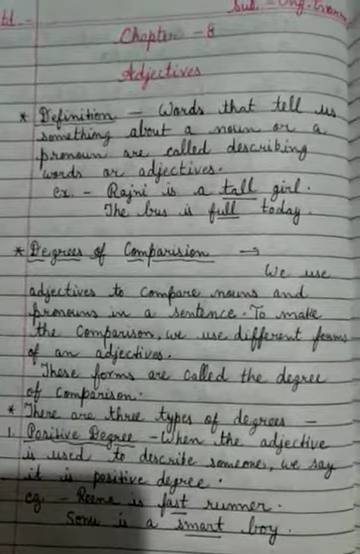 Sub. - Eng. Gram
Chapter - 8
Adjectives
* Definition - Words that tell us
something about a noun or a
pronoun are called describing
words or adjectives.
ex. - Rajni is a tall girl.
The bus is full today.
* Degrees of Comparision →
We use
adjectives to compare nouns and
pronouns in a sentence. To make
the comparison, we use different forms
of an adjectives.
These forms are called the degree
of comparison.
* There are three types of degrees -
1. Positive Degree - When the adjective
is used to describe someone, we say
it is positive degree.
eg - Reena is fast runner.
Sonu is a smart boy.